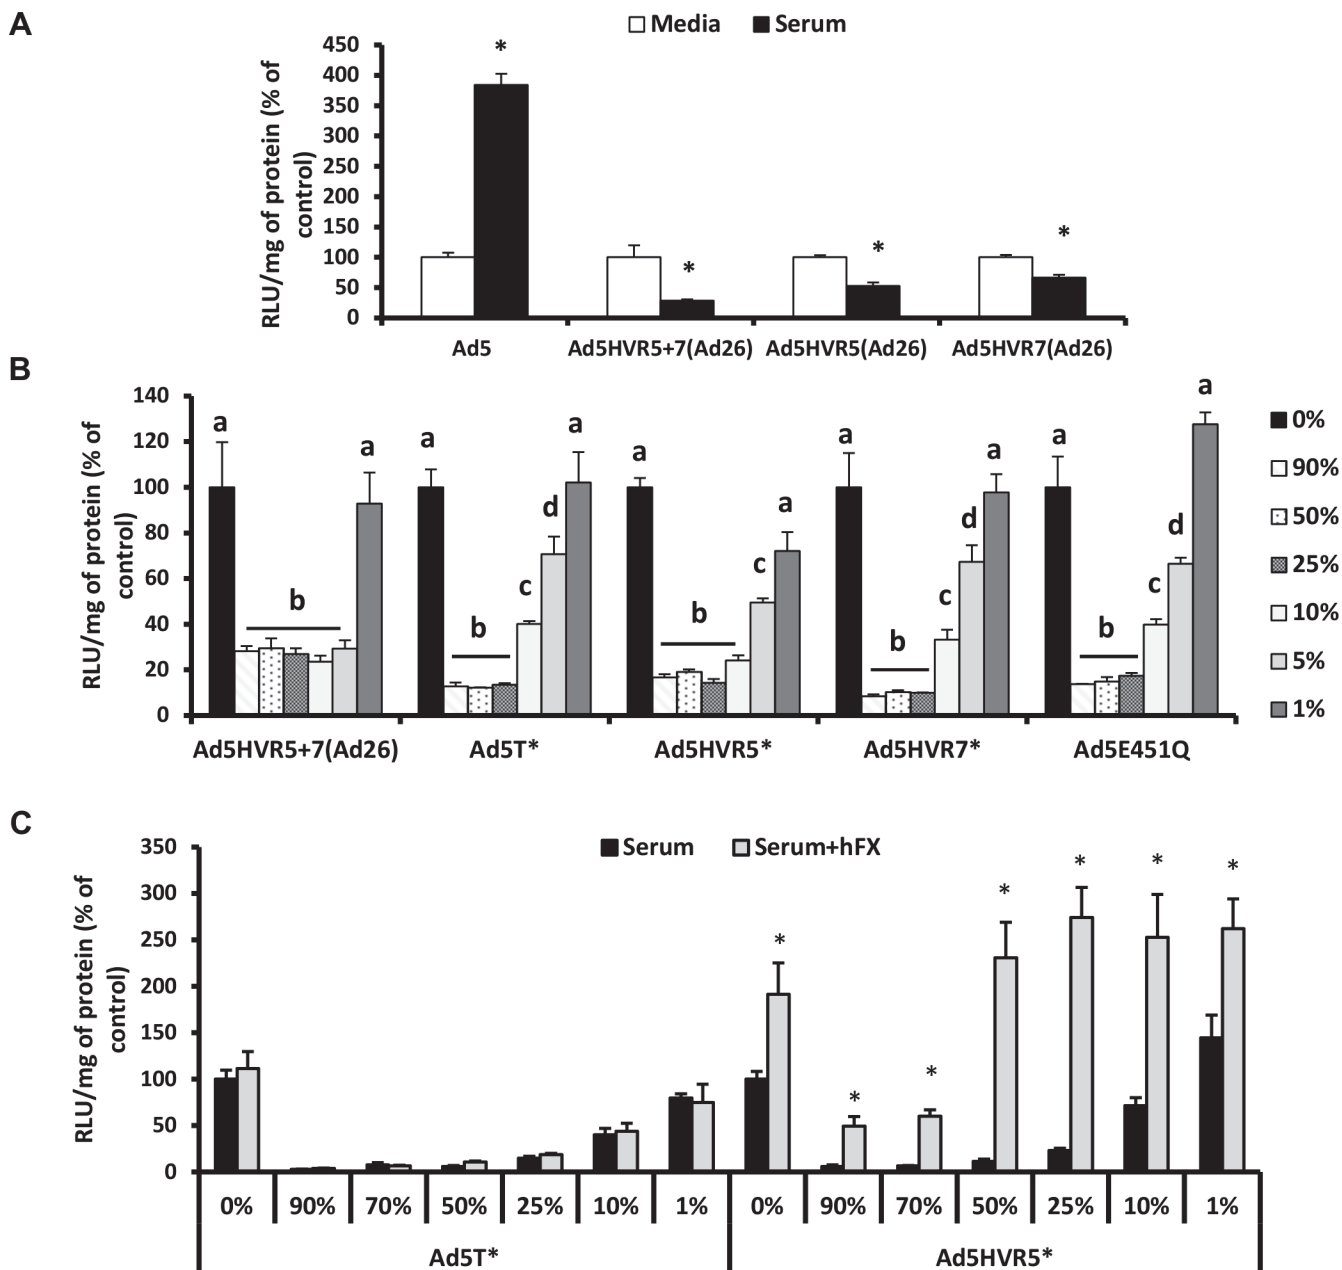 A
Media Serum
RLU/mg of protein (% of
control)
450
400
350
300
250
200
150
100
50
0
* * * *
Ad5 Ad5HVR5+7(Ad26) Ad5HVR5(Ad26) Ad5HVR7(Ad26)
B
RLU/mg of protein (% of
control)
140
120
100
80
60
40
20
0
a b a
a b c d a
a b c a
a b c d a
a b c d a
Ad5HVR5+7(Ad26) Ad5T* Ad5HVR5* Ad5HVR7* Ad5E451Q
0%
90%
50%
25%
10%
5%
1%
C
Serum Serum+hFX
RLU/mg of protein (% of
control)
350
300
250
200
150
100
50
0
* * * * * * *
0% 90% 70% 50% 25% 10% 1% 0% 90% 70% 50% 25% 10% 1%
Ad5T* Ad5HVR5*